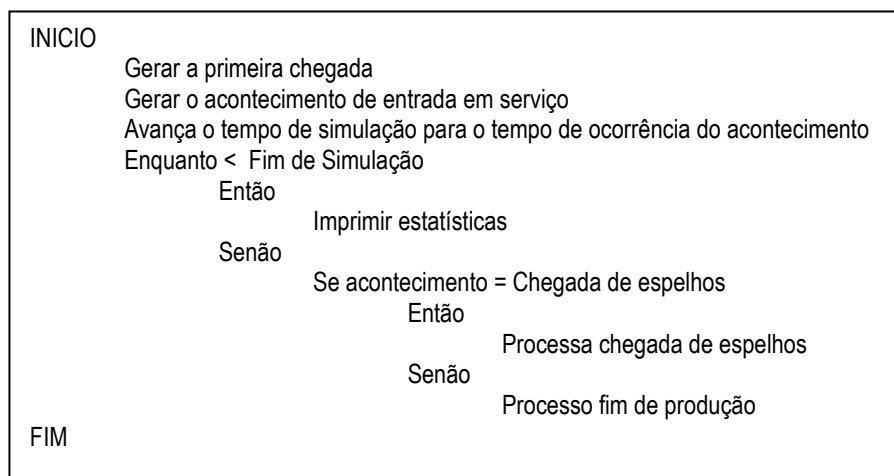 INICIO
Gerar a primeira chegada
Gerar o acontecimento de entrada em serviço
Avança o tempo de simulação para o tempo de ocorrência do acontecimento
Enquanto < Fim de Simulação
Então
Imprimir estatísticas
Senão
Se acontecimento = Chegada de espelhos
Então
Processa chegada de espelhos
Senão
Processo fim de produção
FIM